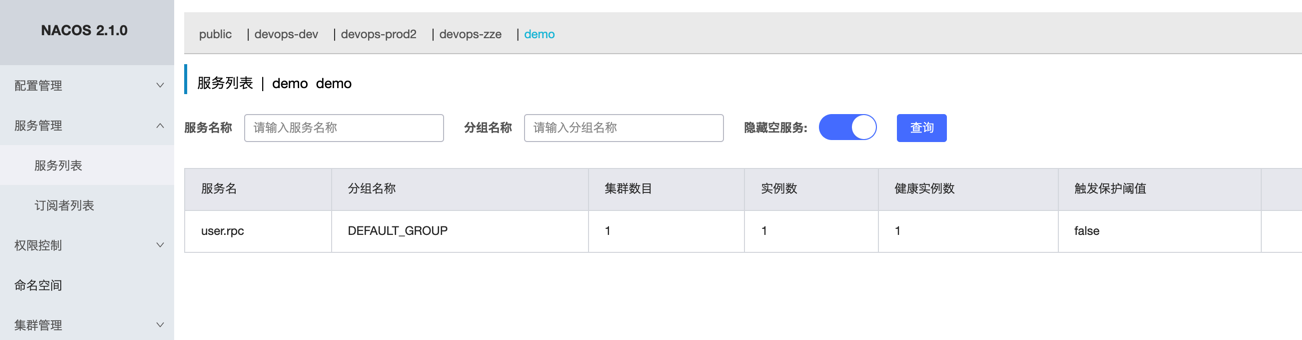 NACOS 2.1.0
public | devops-dev | devops-prod2 | devops-zze | demo
配置管理
服务管理
服务列表
订阅者列表
权限控制
命名空间
集群管理
服务列表 | demo demo
服务名称 请输入服务名称 分组名称 请输入分组名称 隐藏空服务: 查询
服务名 分组名称 集群数目 实例数 健康实例数 触发保护阈值
user.rpc DEFAULT_GROUP 1 1 1 false